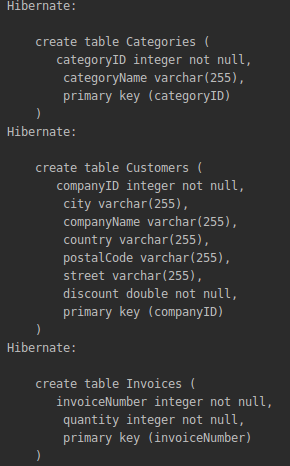 Hibernate:
create table Categories (
categoryID integer not null,
categoryName varchar(255),
primary key (categoryID)
)
Hibernate:
create table Customers (
companyID integer not null,
city varchar(255),
companyName varchar(255),
country varchar(255),
postalCode varchar(255),
street varchar(255),
discount double not null,
primary key (companyID)
)
Hibernate:
create table Invoices (
invoiceNumber integer not null,
quantity integer not null,
primary key (invoiceNumber)
)